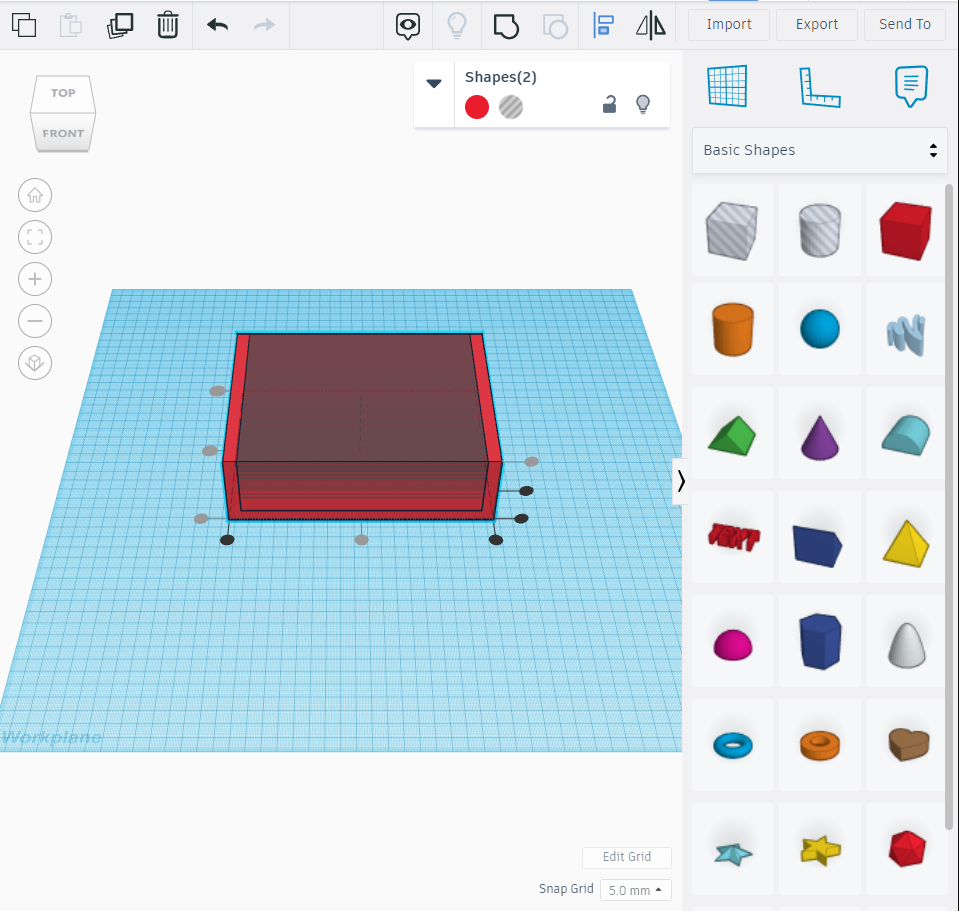 Import
Export
Send To
Shapes(2)
TOP
FRONT
Basic Shapes
TEXT
Workplane
Edit Grid
Snap Grid
5.0 mm